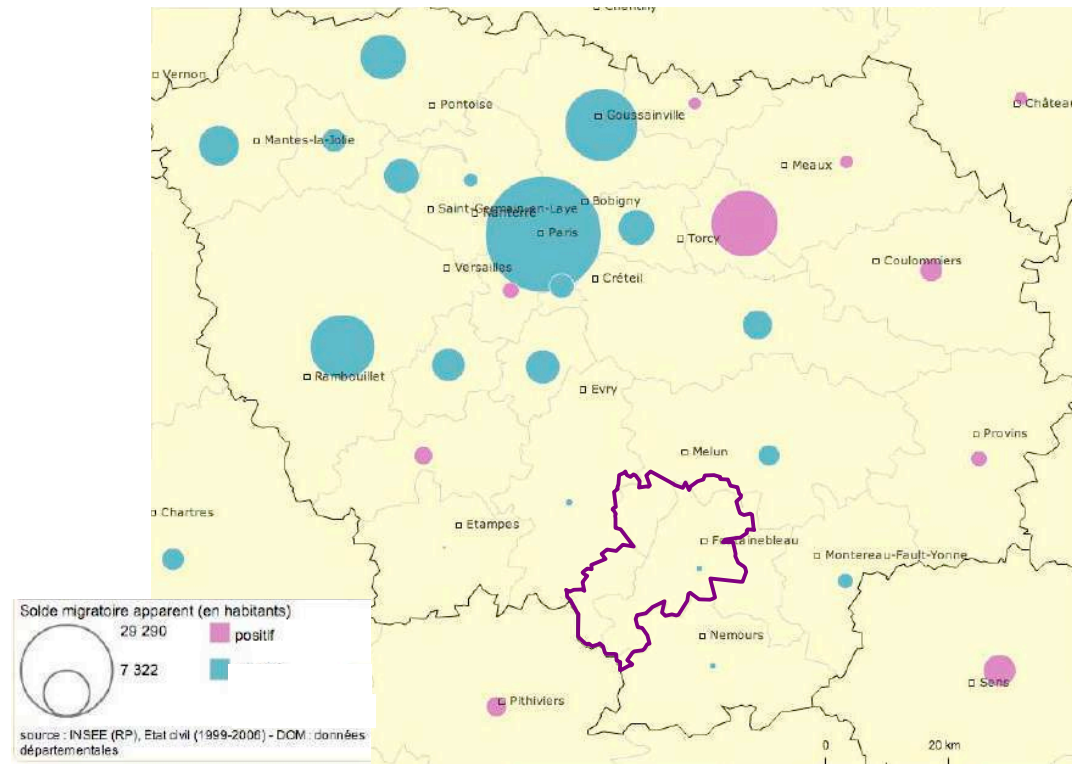 Chantilly
Vernon
Pontoise
Goussainville
Château
Mantes-la-Jolie
Meaux
Saint-Germain-en-Laye
Bobigny
Nanterre
Paris
Torcy
Versailles
Créteil
Coulommiers
Rambouillet
Evry
Provins
Melun
Chartres
Etampes
Fontainebleau
Montereau-Fault-Yonne
Solde migratoire apparent (en habitants)
29 290
positif
7 322
Nemours
Sens
Pithiviers
source : INSEE (RP), Etat civil (1999-2006) - DOM : données
départementales
0 20 km